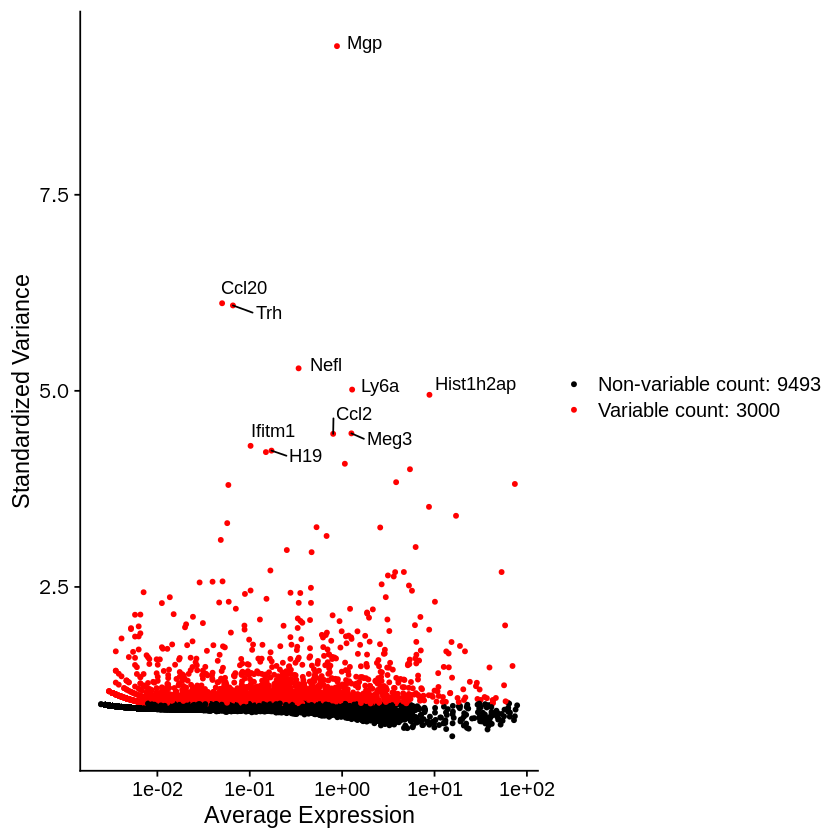 Mgp
7.5
Ccl20
Trh
Nefl
5.0
Ly6a
Hist1h2ap
Non-variable count: 9493
Variable count: 3000
Ccl2
Ifitm1
Meg3
H19
2.5
Standardized Variance
1e-02
1e-01
1e+00
1e+01
1e+02
Average Expression